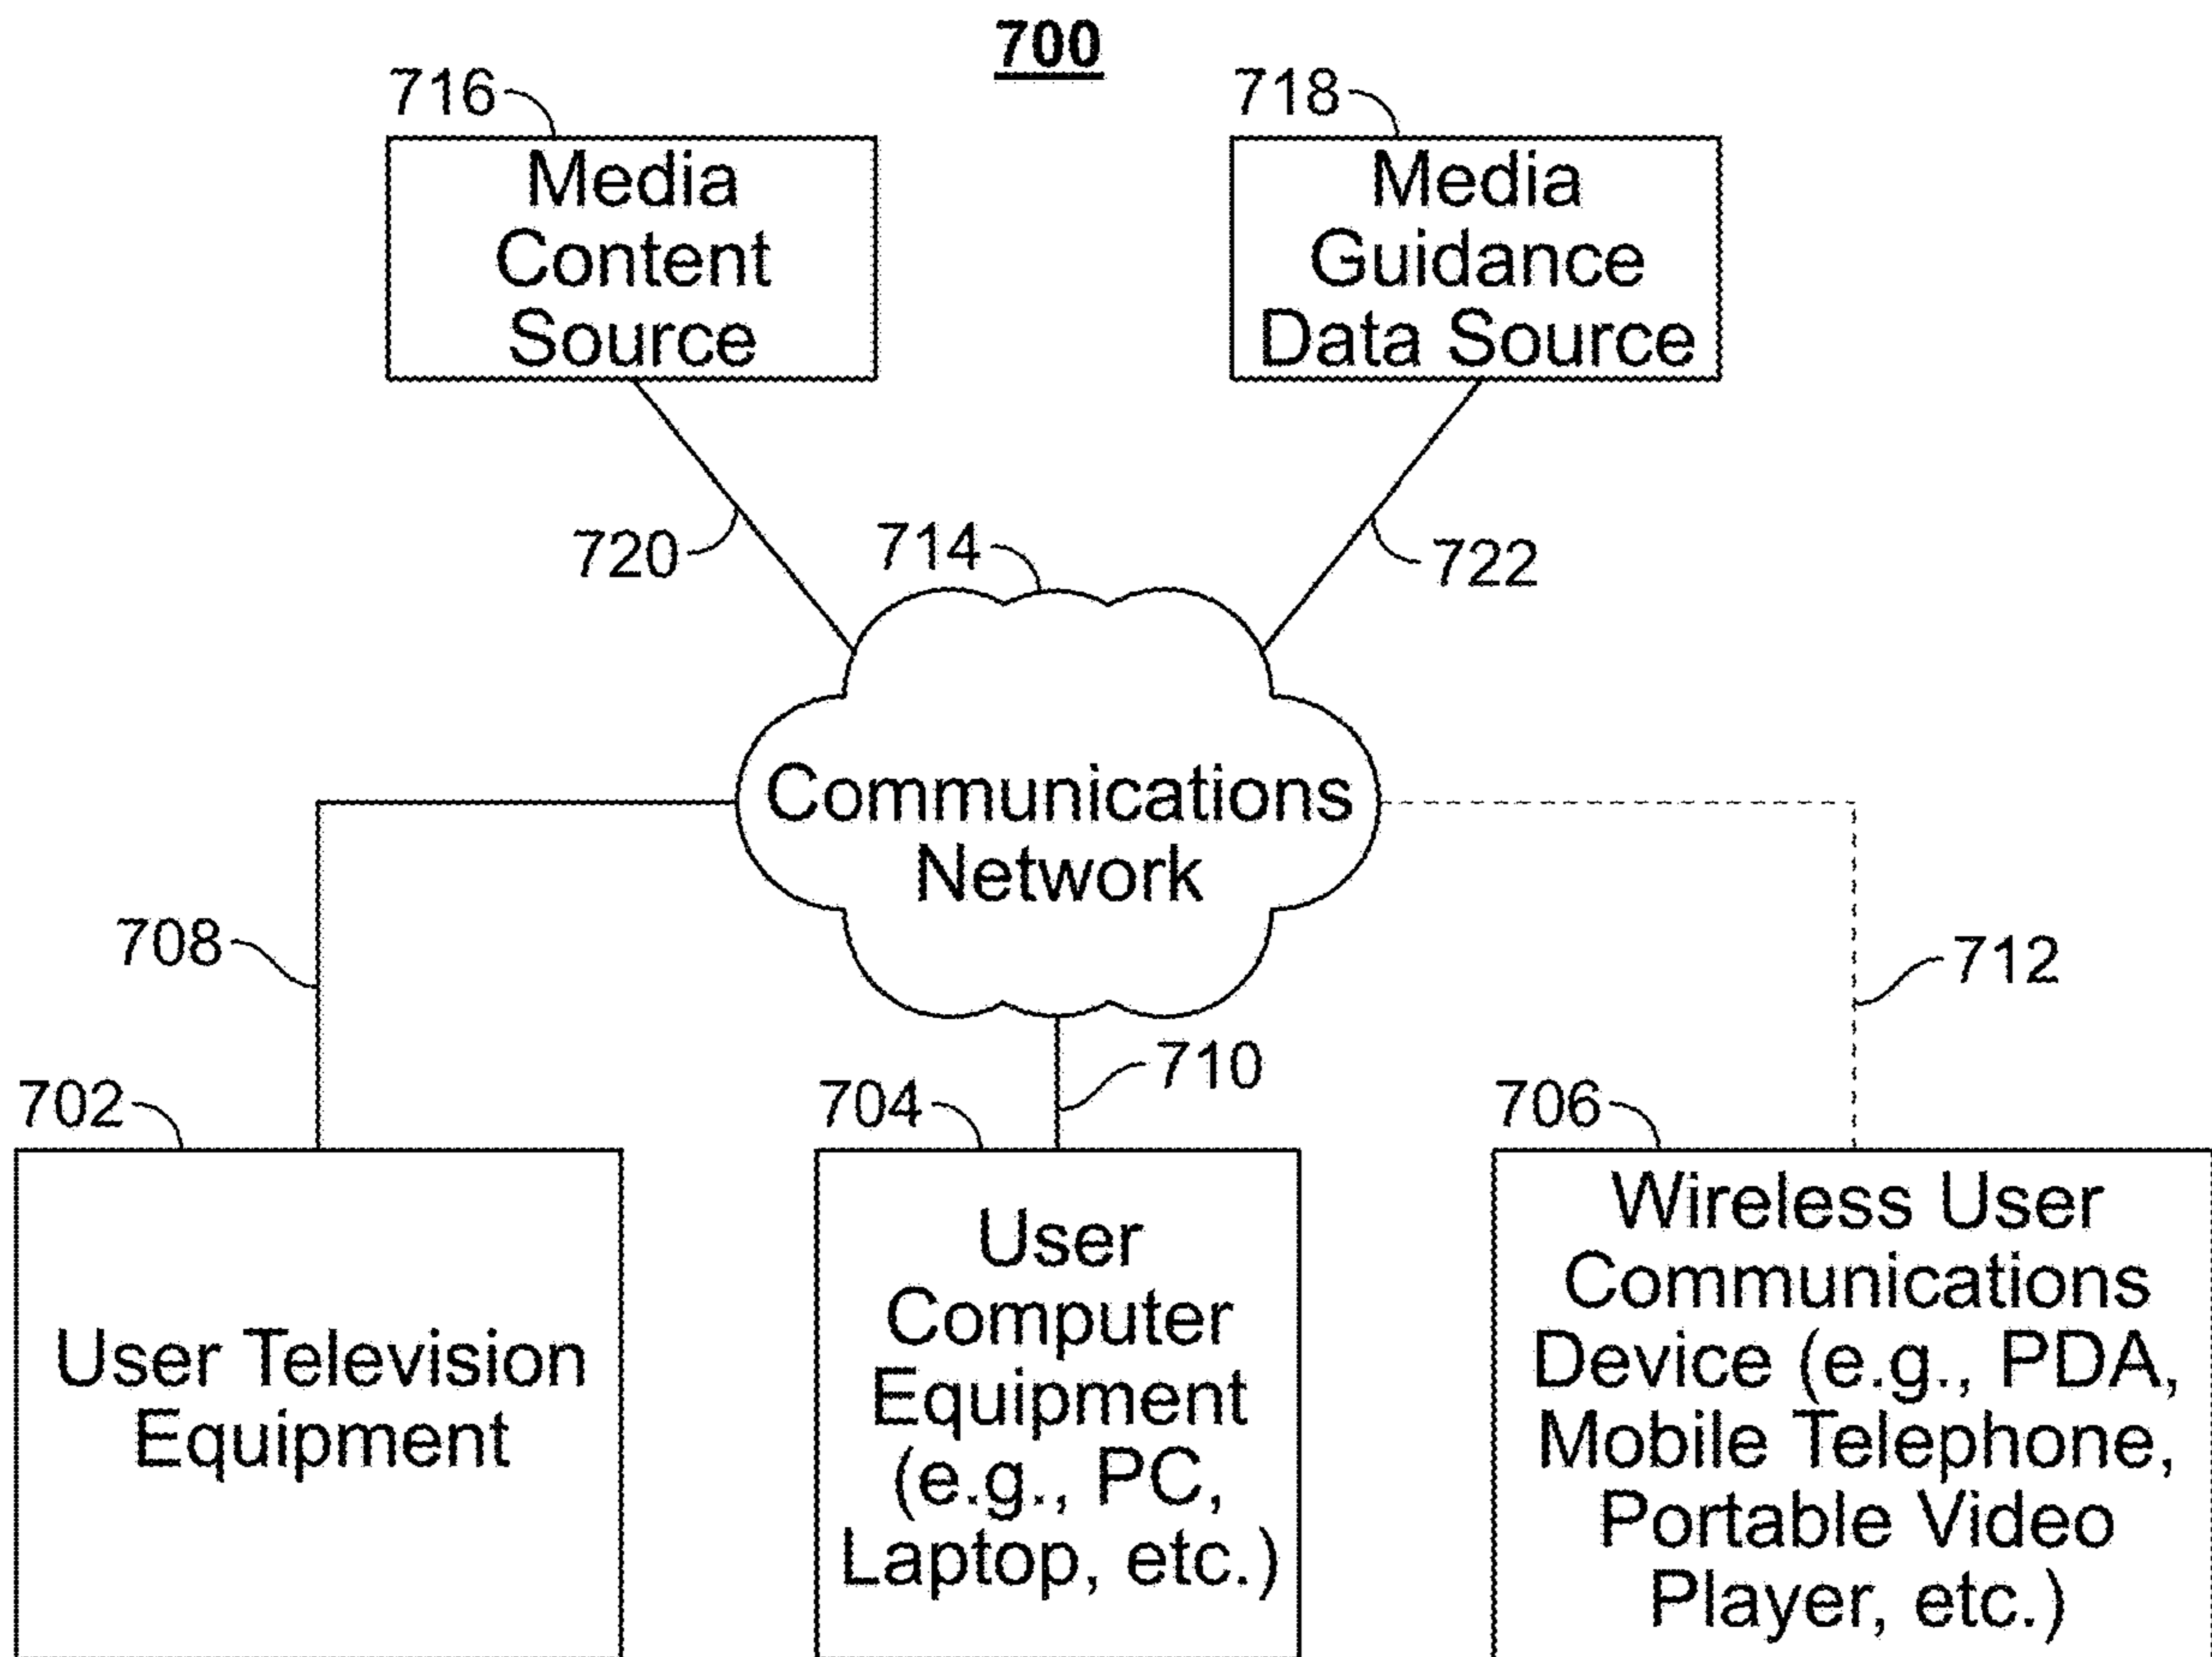 700
716
718
Media
Content
Source
Media
Guidance
Data Source
720
714
722
Communications
Network
708
712
710
702
704
706
User Television
Equipment
User
Computer
Equipment
(e.g., PC,
Laptop, etc.)
Wireless User
Communications
Device (e.g., PDA,
Mobile Telephone,
Portable Video
Player, etc.)